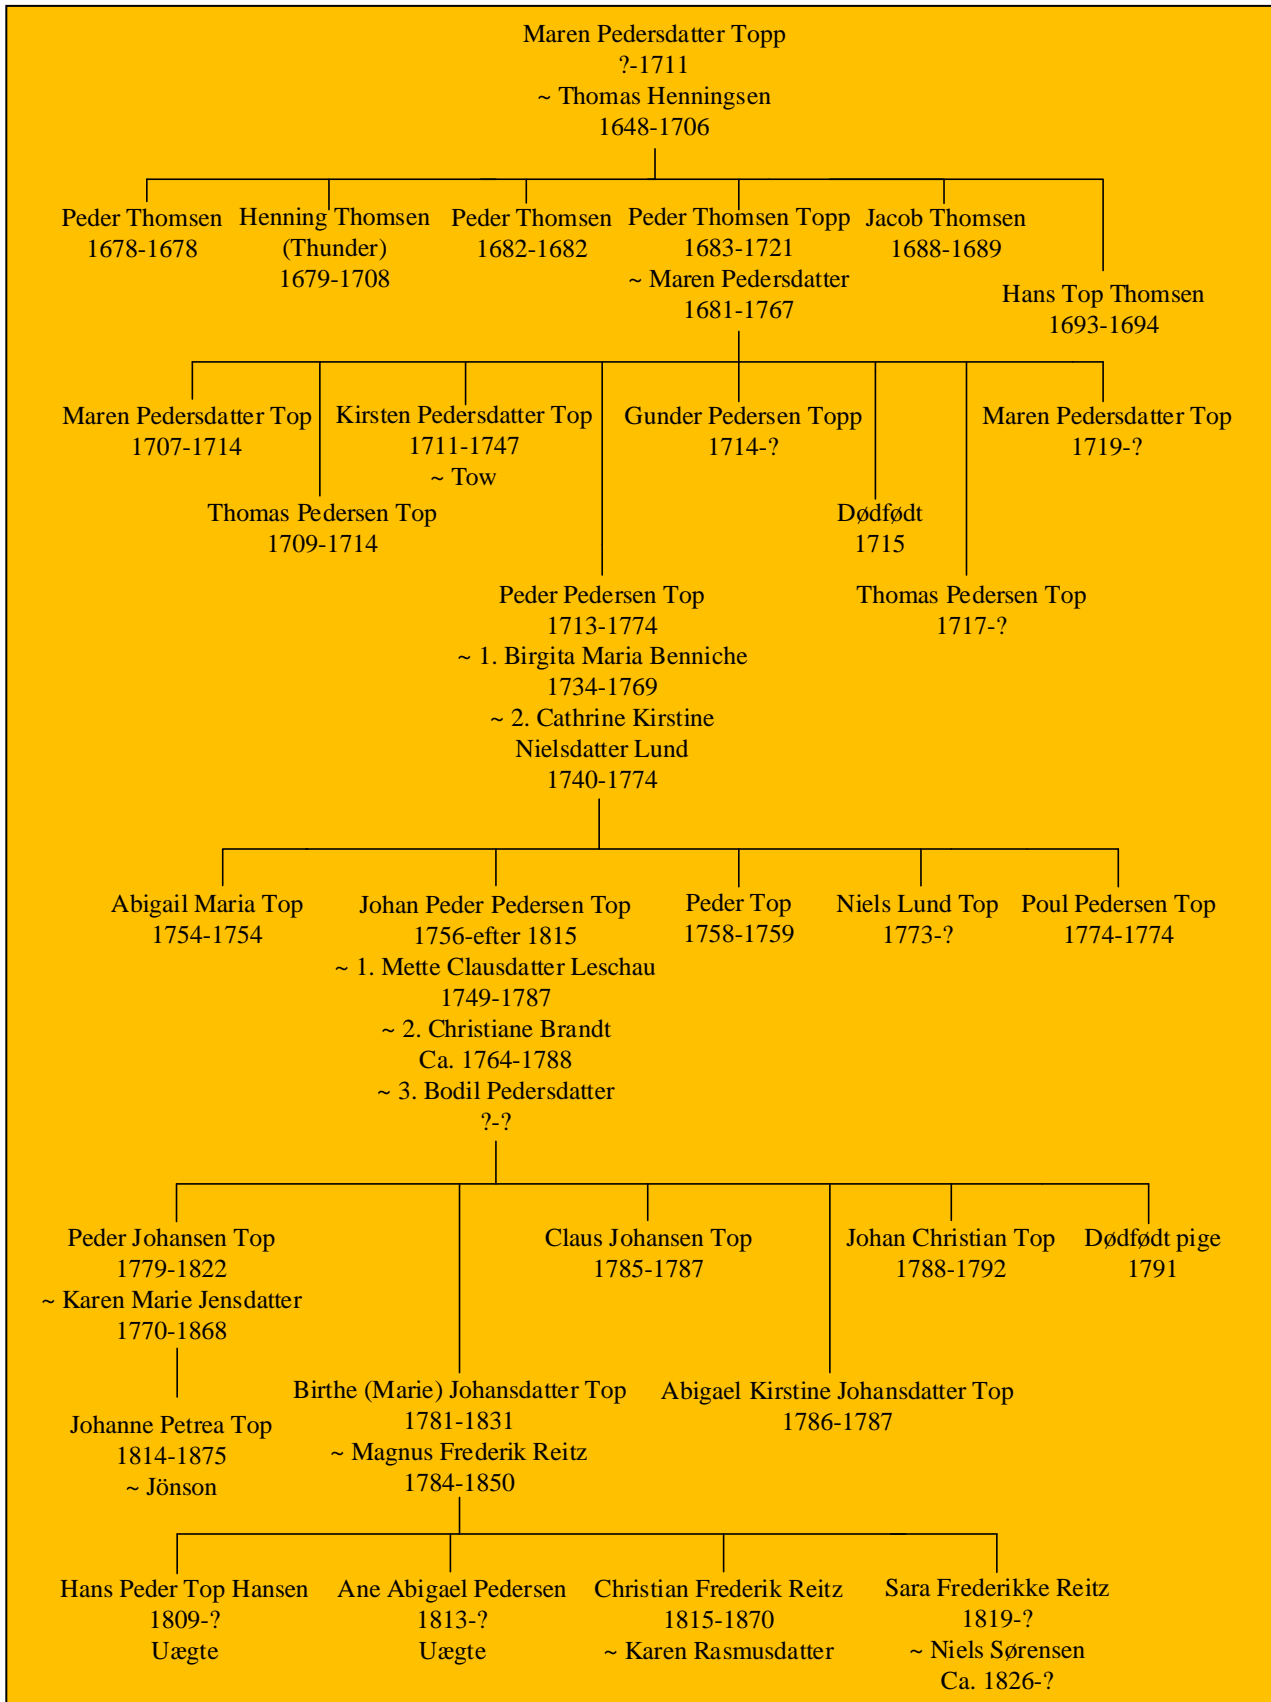 Maren Pedersdatter Topp
?-1711
~ Thomas Henningsen
1648-1706
Peder Thomsen
1678-1678
Henning Thomsen
(Thunder)
1679-1708
Peder Thomsen
1682-1682
Peder Thomsen Topp
1683-1721
~ Maren Pedersdatter
1681-1767
Jacob Thomsen
1688-1689
Hans Top Thomsen
1693-1694
Maren Pedersdatter Top
1707-1714
Thomas Pedersen Top
1709-1714
Kirsten Pedersdatter Top
1711-1747
~ Tow
Peder Pedersen Top
1713-1774
~ 1. Birgita Maria Benniche
1734-1769
~ 2. Cathrine Kirstine
Nielsdatter Lund
1740-1774
Gunder Pedersen Topp
1714-?
Dødfødt
1715
Thomas Pedersen Top
1717-?
Maren Pedersdatter Top
1719-?
Abigail Maria Top
1754-1754
Johan Peder Pedersen Top
1756-efter 1815
~ 1. Mette Clausdatter Leschau
1749-1787
~ 2. Christiane Brandt
Ca. 1764-1788
~ 3. Bodil Pedersdatter
?-?
Peder Top
1758-1759
Niels Lund Top
1773-?
Poul Pedersen Top
1774-1774
Peder Johansen Top
1779-1822
~ Karen Marie Jensdatter
1770-1868
Johanne Petrea Top
1814-1875
~ Jönson
Birthe (Marie) Johansdatter Top
1781-1831
~ Magnus Frederik Reitz
1784-1850
Claus Johansen Top
1785-1787
Abigael Kirstine Johansdatter Top
1786-1787
Johan Christian Top
1788-1792
Dødfødt pige
1791
Hans Peder Top Hansen
1809-?
Uægte
Ane Abigael Pedersen
1813-?
Uægte
Christian Frederik Reitz
1815-1870
~ Karen Rasmusdatter
Sara Frederikke Reitz
1819-?
~ Niels Sørensen
Ca. 1826-?